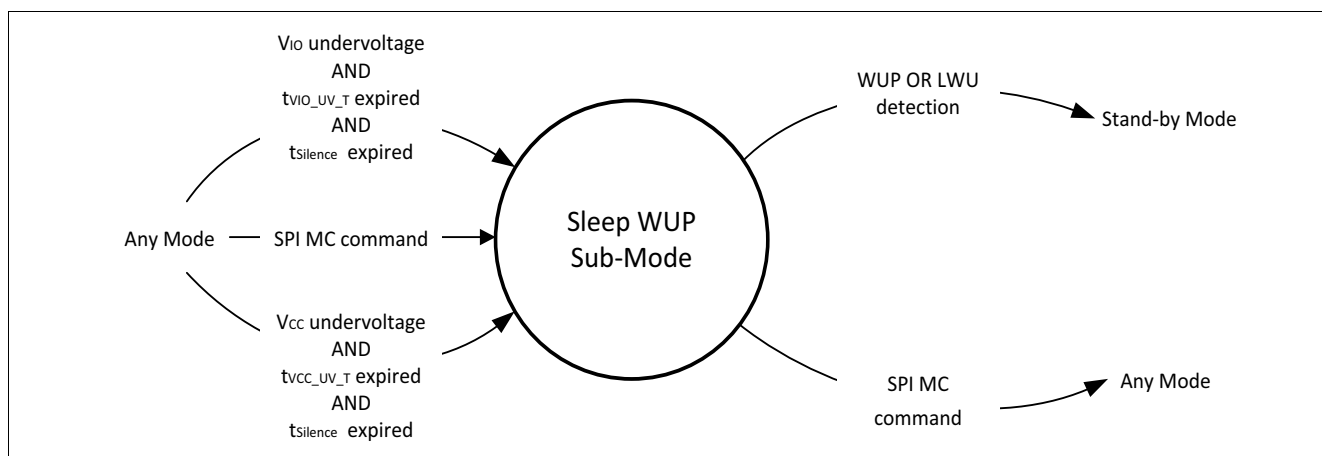 VIO undervoltage
AND
tVIO_UV_T expired
AND
tSilence expired
Any Mode
SPI MC command
VCC undervoltage
AND
tVCC_UV_T expired
AND
tSilence expired
Sleep WUP
Sub-Mode
WUP OR LWU
detection
Stand-by Mode
SPI MC
command
Any Mode